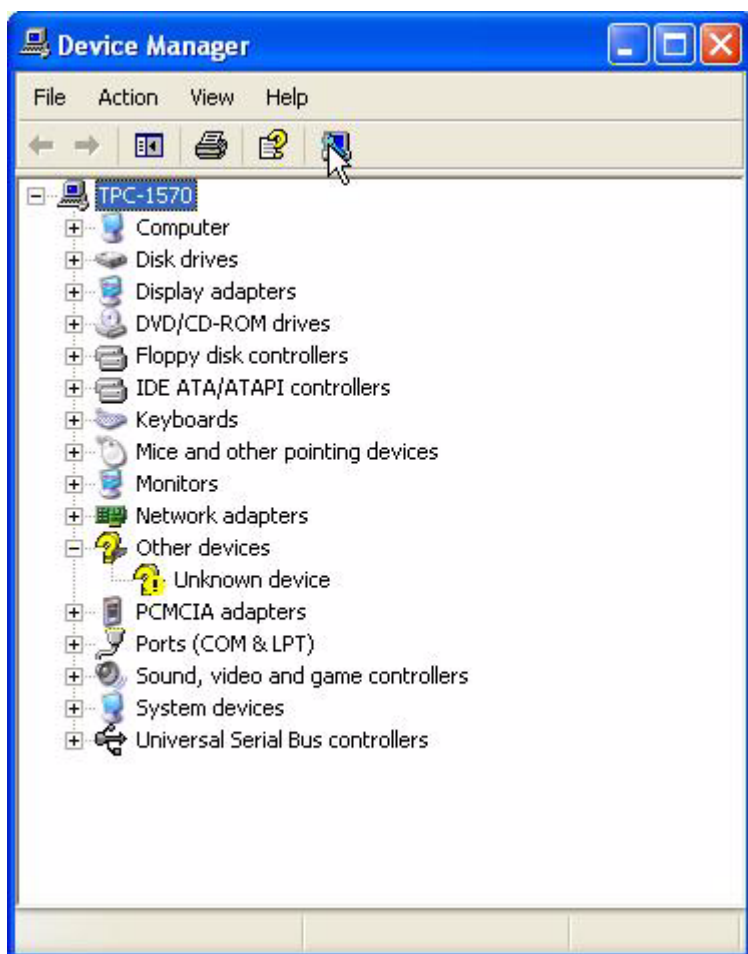 Device Manager
File Action View Help
TPC-1570
Computer
Disk drives
Display adapters
DVD/CD-ROM drives
Floppy disk controllers
IDE ATA/ATAPI controllers
Keyboards
Mice and other pointing devices
Monitors
Network adapters
Other devices
Unknown device
PCMCIA adapters
Ports (COM & LPT)
Sound, video and game controllers
System devices
Universal Serial Bus controllers